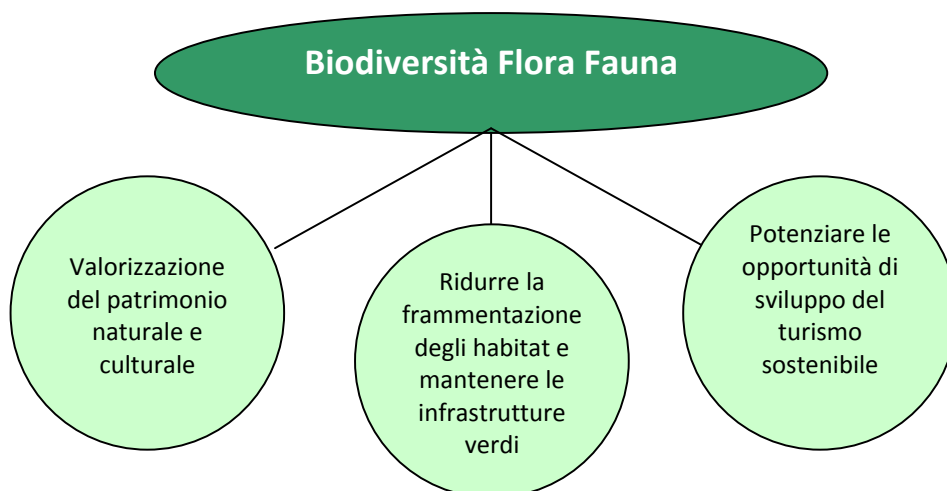 Biodiversità Flora Fauna
Valorizzazione
del patrimonio
naturale e
culturale
Ridurre la
frammentazione
degli habitat e
mantenere le
infrastrutture
verdi
Potenziare le
opportunità di
sviluppo del
turismo
sostenibile